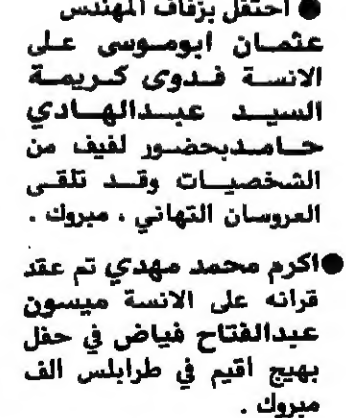 ● احتفل بزفاف المهندس
عثمان ابوموسى على
الانسة فدوى كريمة
السيد عبدالهادي
حامدبحضور لفيف من
الشخصيات وقد تلقى
العروسان التهاني . مبروك .
●اكرم محمد مهدي تم عقد
قرانه على الانسة ميسون
عبدالفتاح فياض في حفل
بهيج اقيم في طرابلس الف
مبروك .